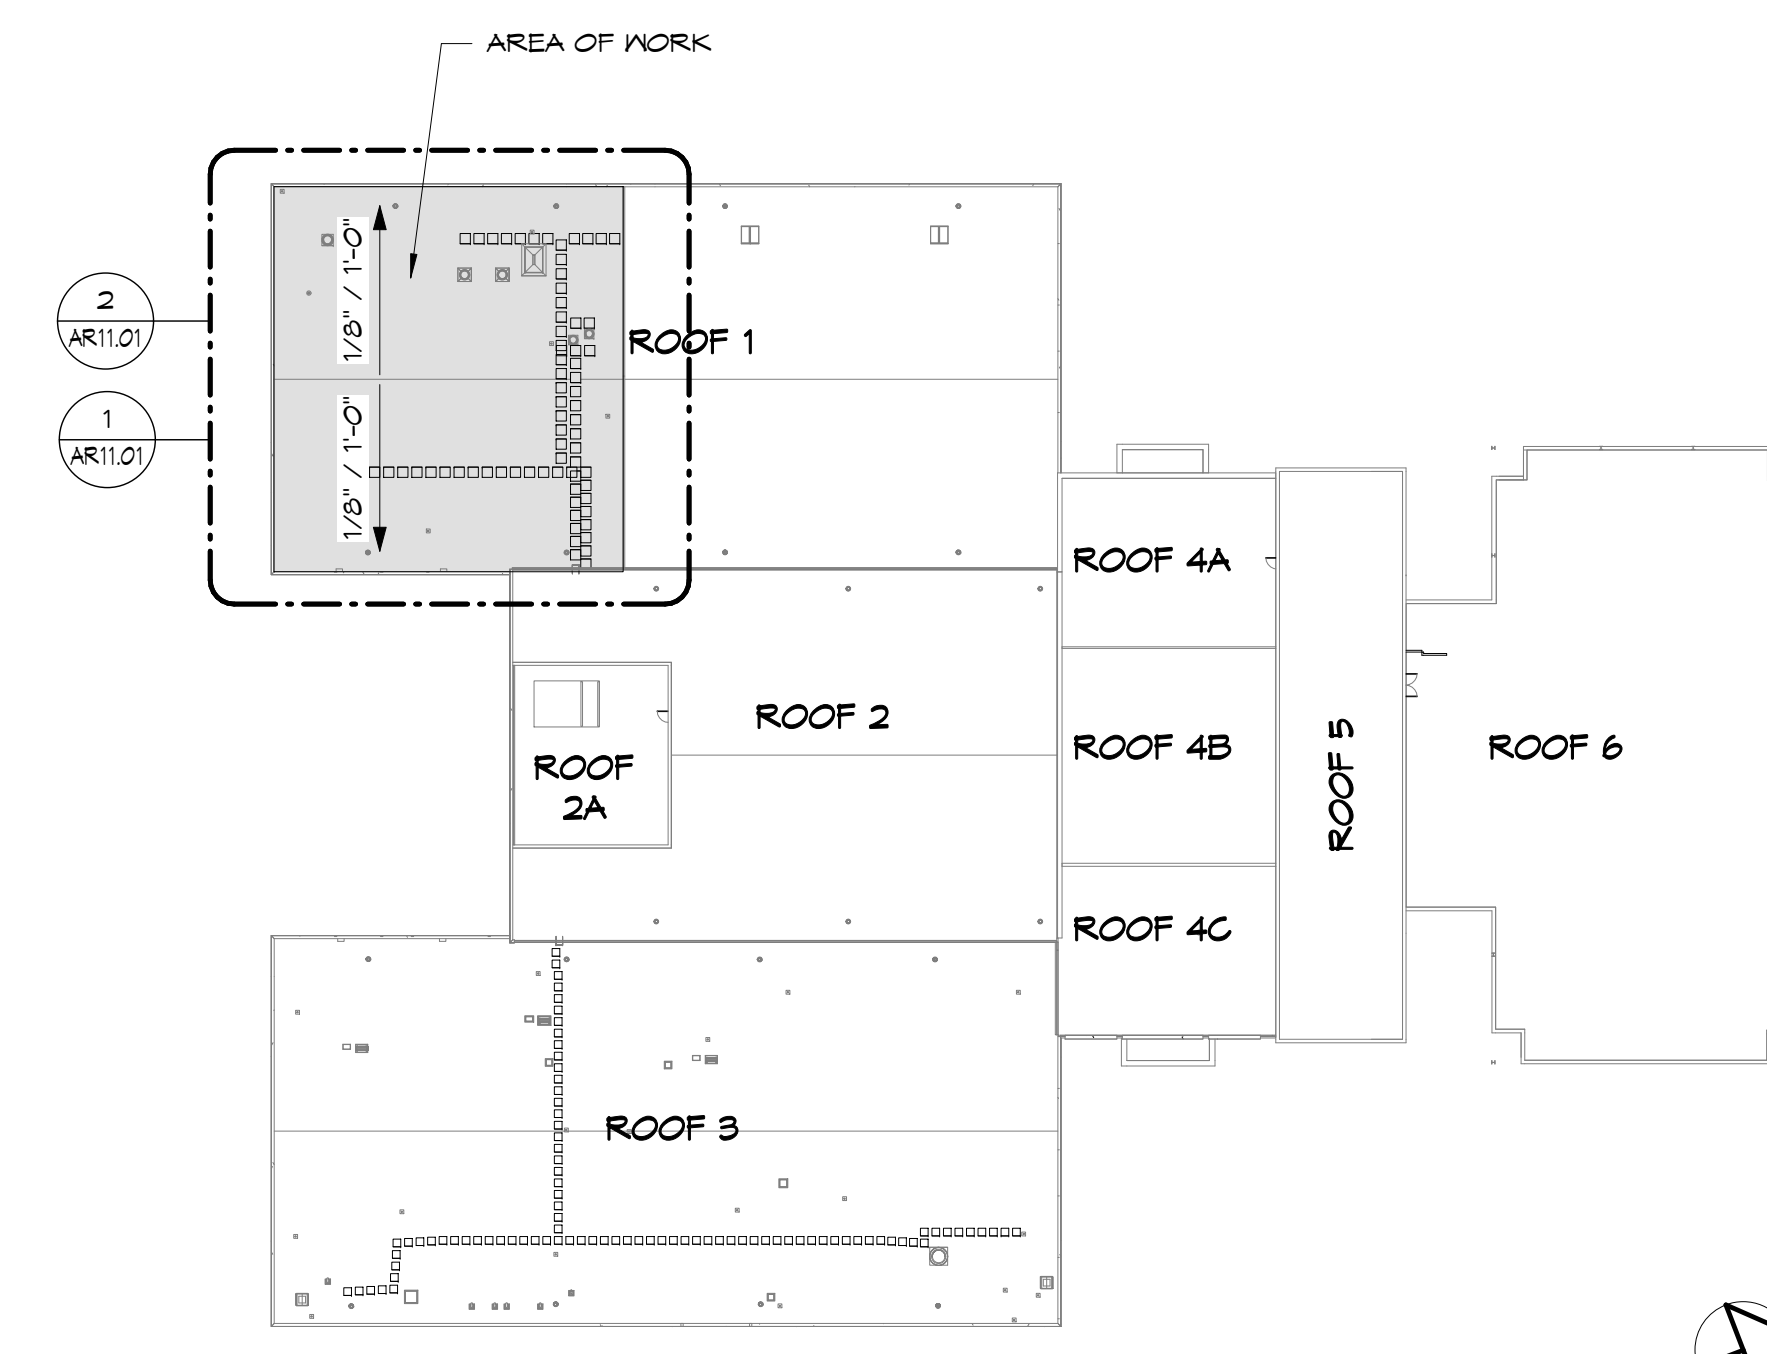 AREA OF WORK
1/8" / 1'-0"
2
AR11.01
ROOF 1
1
AR11.01
1/8" / 1'-0"
ROOF 4A
ROOF 2
ROOF 4B
ROOF 5
ROOF 6
ROOF
2A
ROOF 4C
ROOF 3